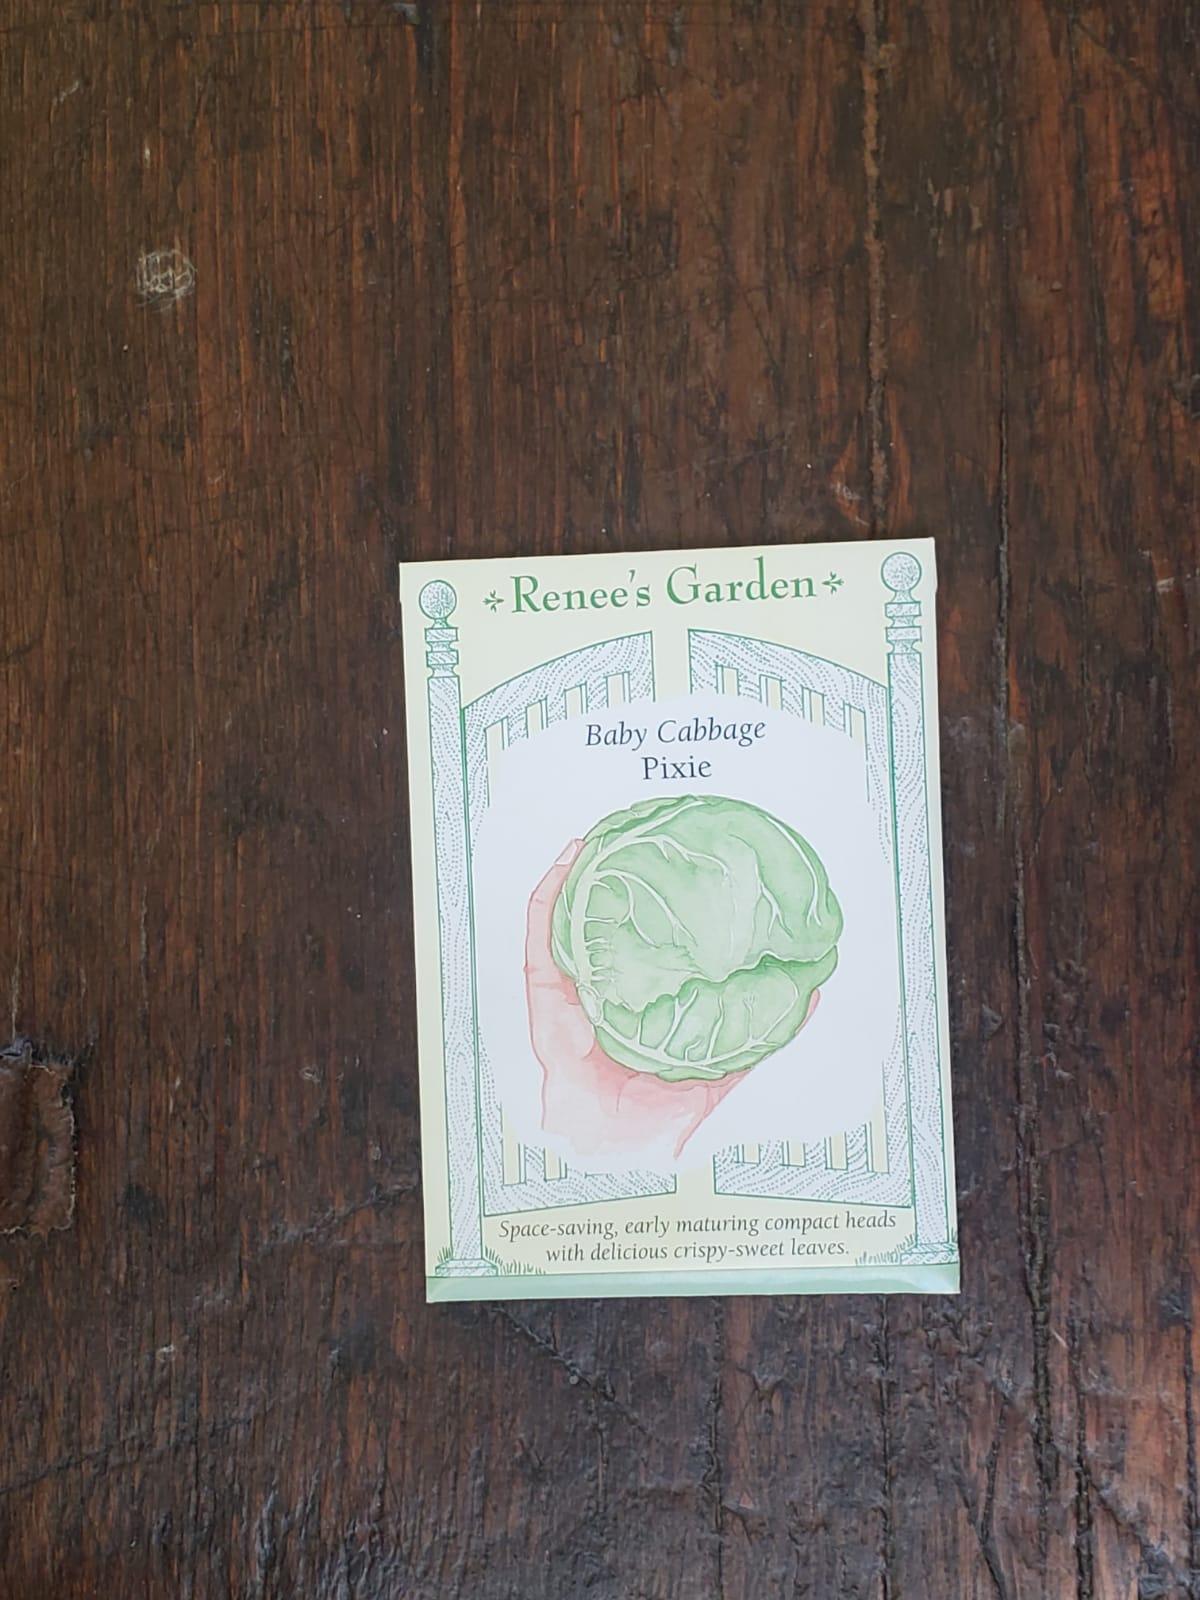 Renee's Garden
Baby Cabbage
Pixie
Space-saving, early maturing compact heads
with delicious crispy-sweet leaves.